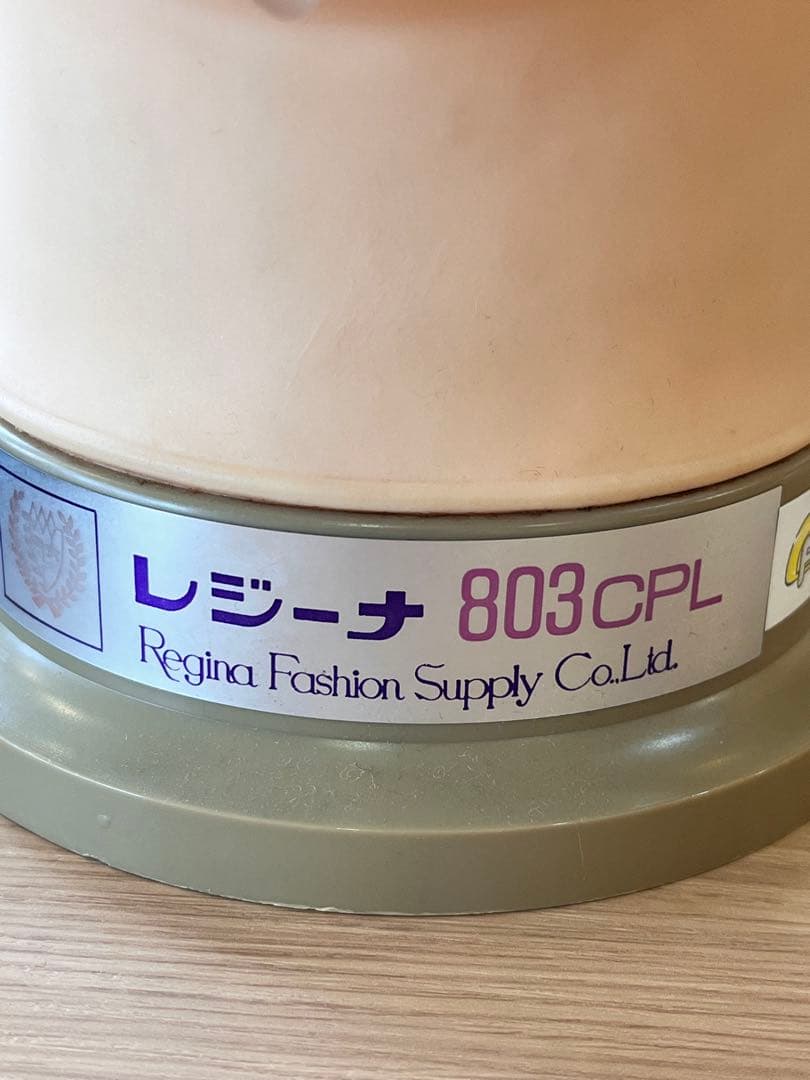 レジーナ 803CPL
Regina Fashion Supply Co.,Ltd.